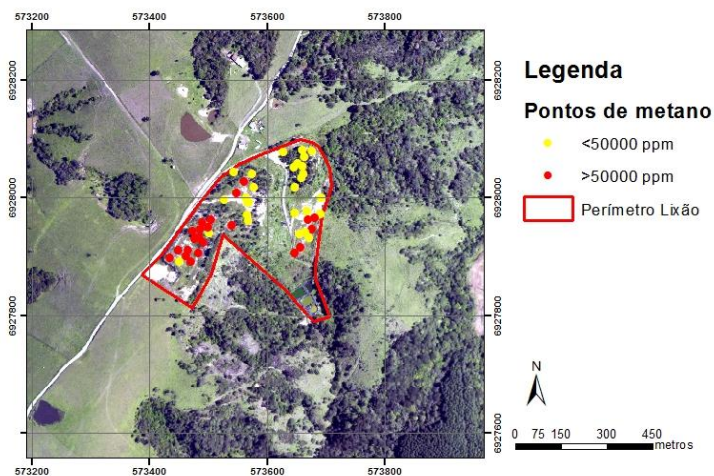 573200 573400 573600 573800
6928200
6928200
6928000
6928000
6927800
6927800
6927600
6927600
573200 573400 573600 573800
Legenda
Pontos de metano
<50000 ppm
>50000 ppm
Perímetro Lixão
N
0 75 150 300 450
metros